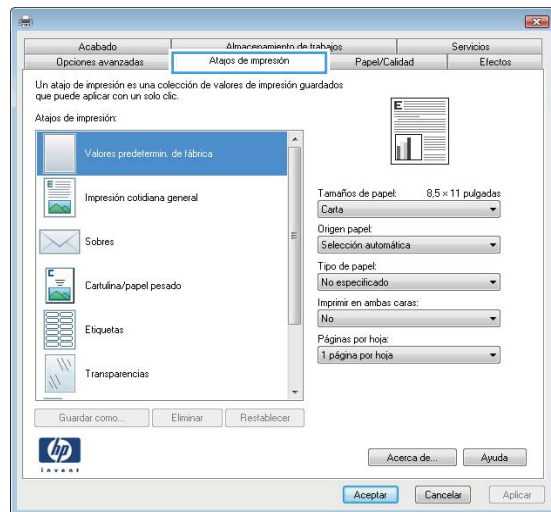 Acabado
Almacenamiento de trabajos
Servicios
Opciones avanzadas
Atajos de impresión
Papel/Calidad
Efectos
Un atajo de impresión es una colección de valores de impresión guardados
que puede aplicar con un solo clic.
Atajos de impresión:
Valores predetermin. de fábrica
Impresión cotidiana general
Sobres
Cartulina/papel pesado
Etiquetas
Transparencias
Guardar como...
Eliminar
Restablecer
E
Tamaños de papel: 8,5 × 11 pulgadas
Carta
Origen papel:
Selección automática
Tipo de papel:
No especificado
Imprimir en ambas caras:
No
Páginas por hoja:
1 página por hoja
hp
invent
Acerca de...
Ayuda
Aceptar
Cancelar
Aplicar